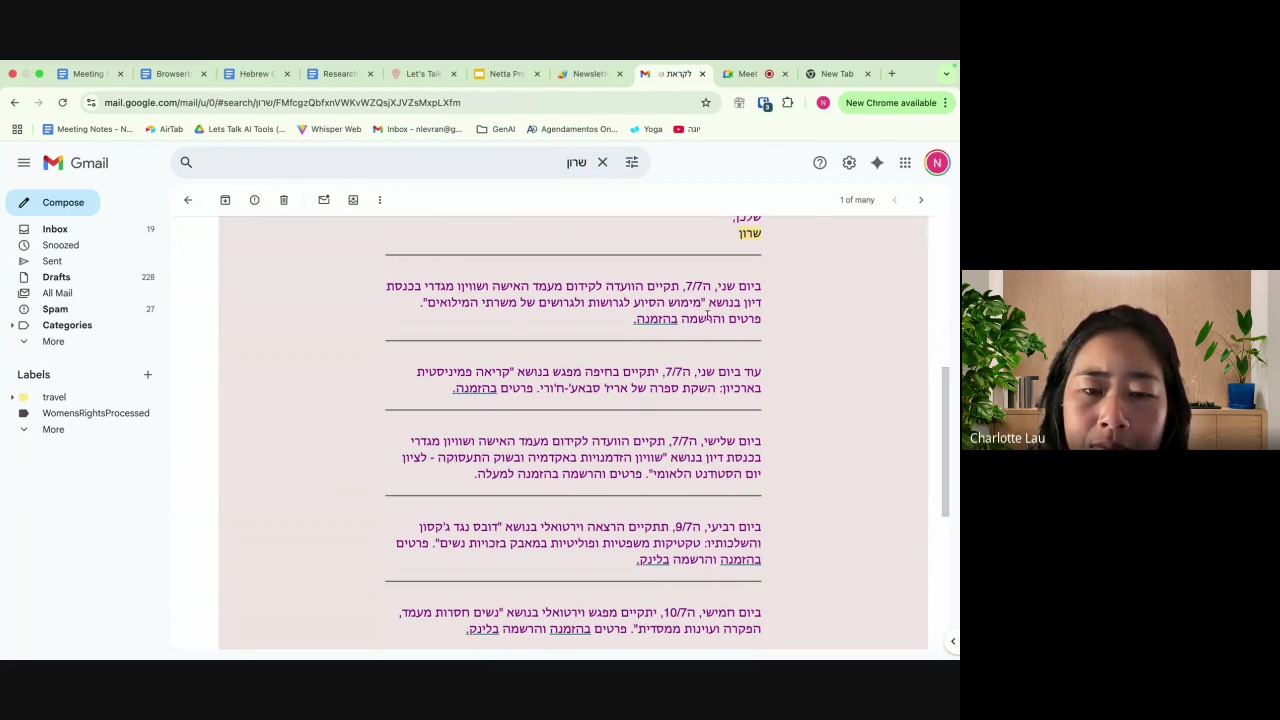 Meeting
Browserb
Hebrew C
Research
Let's Talk
Netta Pro
Newslett
לקראת ש
Meet
New Tab
mail.google.com/mail/u/0/#search/שרון/FMfcgzQbfxnVWKvWZQsjXJVZsMxpLXfm
New Chrome available
Meeting Notes - N...
AirTab
Lets Talk AI Tools (...
Whisper Web
Inbox - nlevran@g...
GenAI
Agendamentos On...
Yoga
יוגה
Gmail
שרון
N
Compose
1 of many
Inbox 19
Snoozed
Sent
Drafts 228
All Mail
Spam 27
Categories
More
Labels
travel
WomensRightsProcessed
More
שלכן,
שרון
ביום שני, ה7/7, תקיים הוועדה לקידום מעמד האישה ושוויון מגדרי בכנסת
דיון בנושא "מימוש הסיוע לגרושות ולגרושים של משרתי המילואים".
פרטים והרשמה בהזמנה.
עוד ביום שני, ה7/7, יתקיים בחיפה מפגש בנושא "קריאה פמיניסטית
בארכיון: השקת ספרה של אריז' סבאע'-ח'ורי. פרטים בהזמנה.
ביום שלישי, ה7/7, תקיים הוועדה לקידום מעמד האישה ושוויון מגדרי
בכנסת דיון בנושא "שוויון הזדמנויות באקדמיה ובשוק התעסוקה - לציון
יום הסטודנט הלאומי". פרטים והרשמה בהזמנה למעלה.
ביום רביעי, ה9/7, תתקיים הרצאה וירטואלי בנושא "דובס נגד ג'קסון
והשלכותיו: טקטיקות משפטיות ופוליטיות במאבק בזכויות נשים". פרטים
בהזמנה והרשמה בלינק.
ביום חמישי, ה10/7, יתקיים מפגש וירטואלי בנושא "נשים חסרות מעמד,
הפקרה ועוינות ממסדית". פרטים בהזמנה והרשמה בלינק.
Charlotte Lau